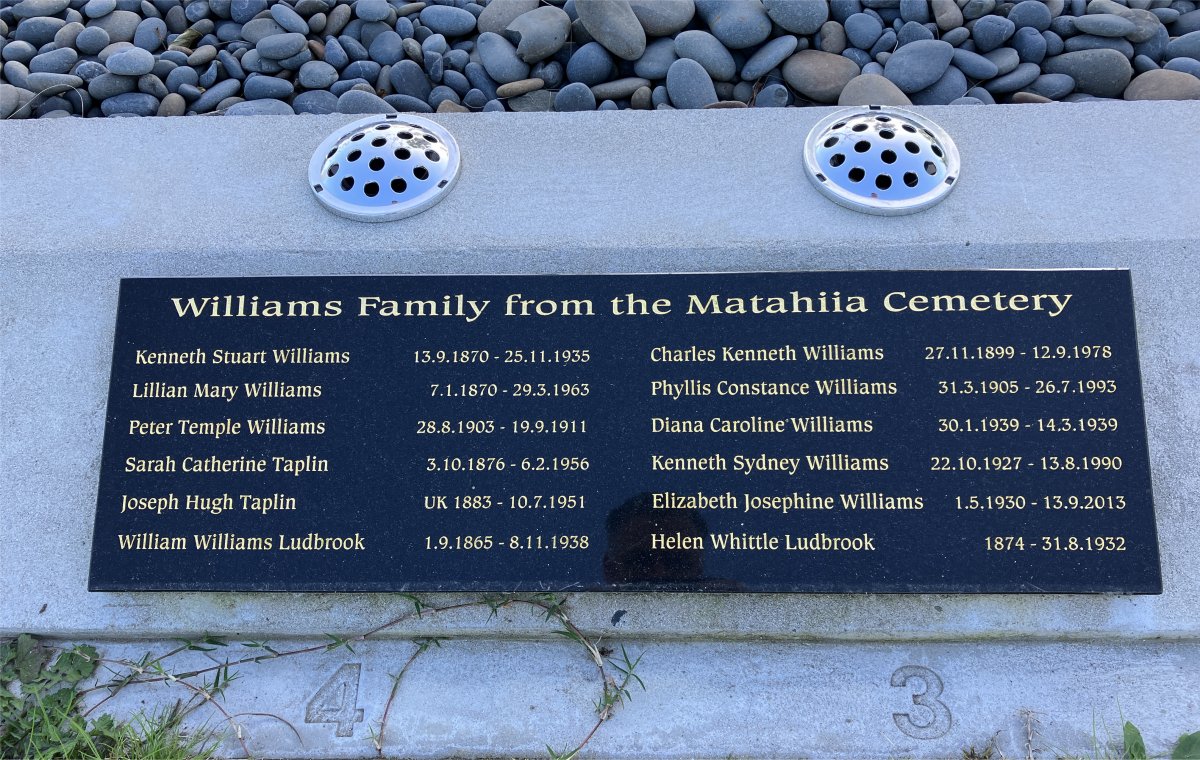 Williams Family from the Matahiia Cemetery
Kenneth Stuart Williams 13.9.1870 - 25.11.1935
Lillian Mary Williams 7.1.1870 - 29.3.1963
Peter Temple Williams 28.8.1903 - 19.9.1911
Sarah Catherine Taplin 3.10.1876 - 6.2.1956
Joseph Hugh Taplin UK 1883 - 10.7.1951
William Williams Ludbrook 1.9.1865 - 8.11.1938
Charles Kenneth Williams 27.11.1899 - 12.9.1978
Phyllis Constance Williams 31.3.1905 - 26.7.1993
Diana Caroline Williams 30.1.1939 - 14.3.1939
Kenneth Sydney Williams 22.10.1927 - 13.8.1990
Elizabeth Josephine Williams 1.5.1930 - 13.9.2013
Helen Whittle Ludbrook 1874 - 31.8.1932
4 3